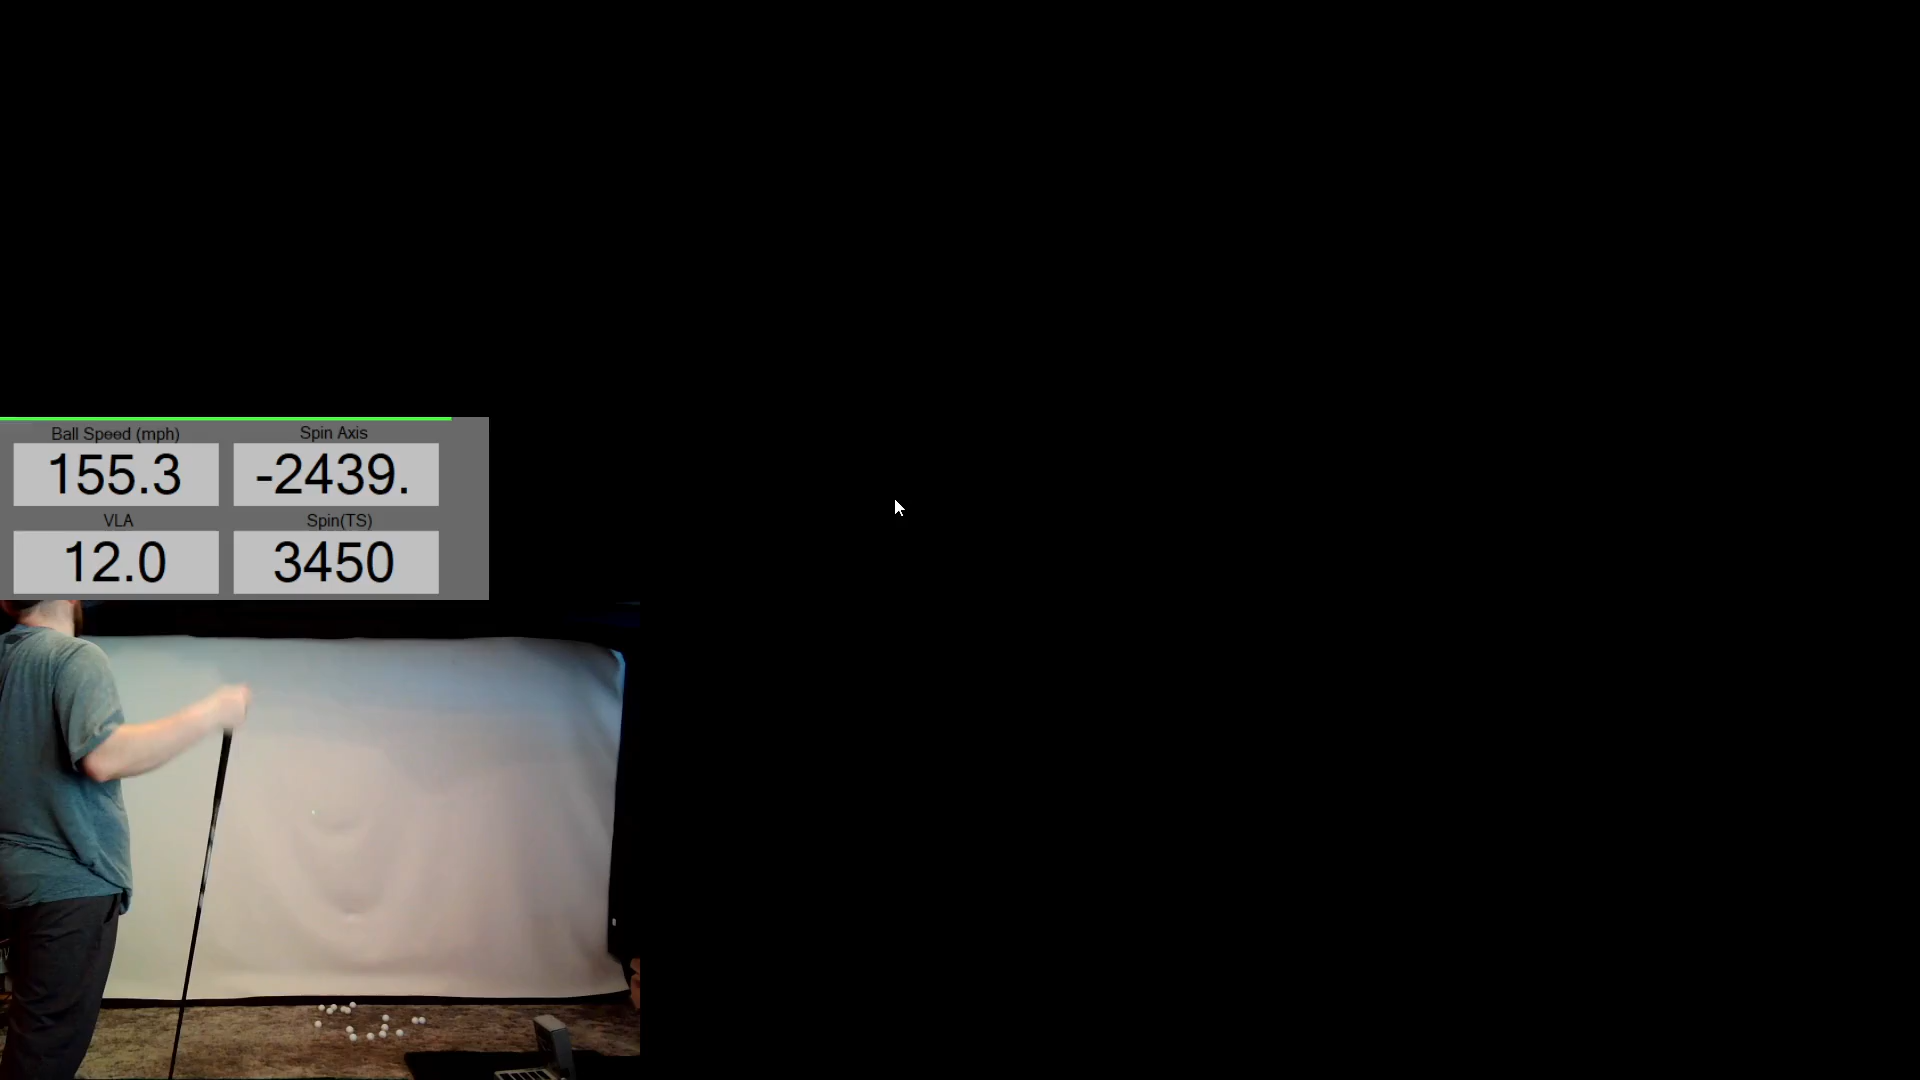 Ball Speed (mph) Spin Axis
155.3 -2439.
VLA Spin(TS)
12.0 3450